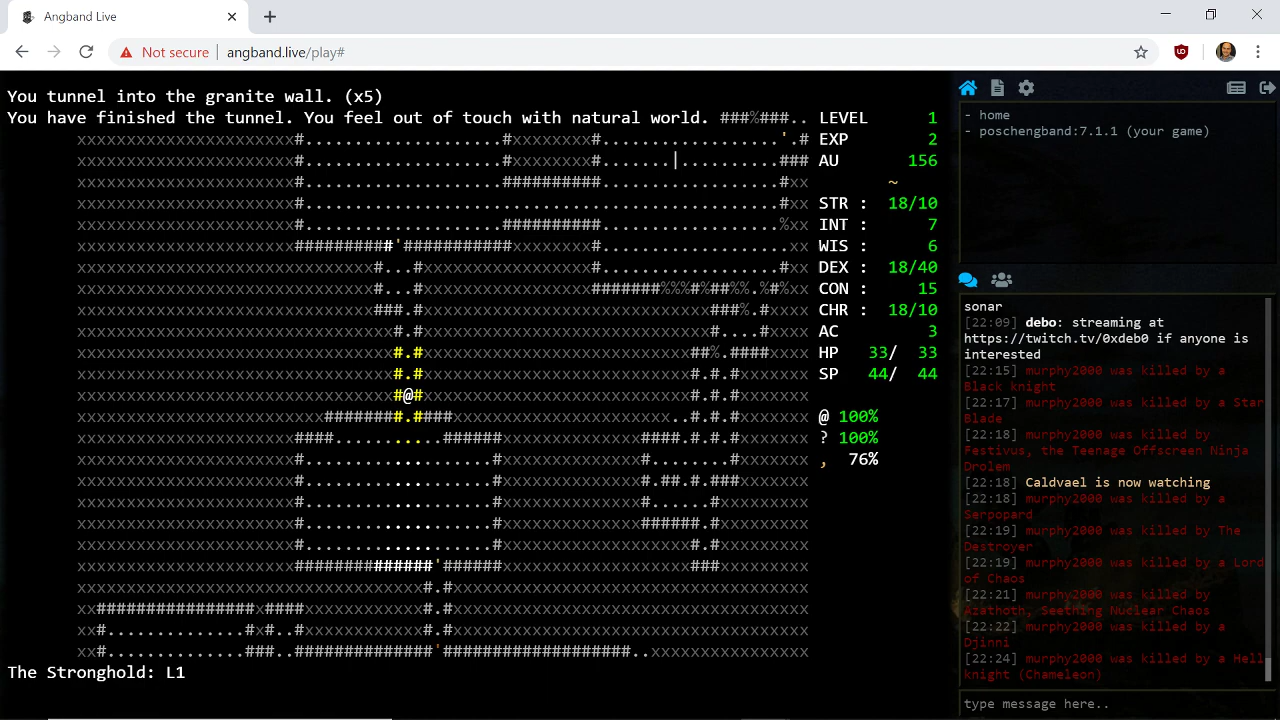 Angband Live
Not secure
angband.live/play#
You tunnel into the granite wall. (x5)
You have finished the tunnel. You feel out of touch with natural world.
LEVEL 1
EXP 2
AU 156
~
STR : 18/10
INT : 7
WIS : 6
DEX : 18/40
CON : 15
CHR : 18/10
AC 3
HP 33/ 33
SP 44/ 44
@ 100%
? 100%
, 76%
The Stronghold: L1
- home
- poschengband:7.1.1 (your game)
sonar
[22:09] debo: streaming at
https://twitch.tv/0xdeb0 if anyone is
interested
[22:15] murphy2000 was killed by a
Black knight
[22:17] murphy2000 was killed by a Star
Blade
[22:18] murphy2000 was killed by
Festivus, the Teenage Offscreen Ninja
Drolem
[22:18] Caldvael is now watching
[22:18] murphy2000 was killed by a
Serpopard
[22:19] murphy2000 was killed by The
Destroyer
[22:19] murphy2000 was killed by a Lord
of Chaos
[22:21] murphy2000 was killed by
Azathoth, Seething Nuclear Chaos
[22:22] murphy2000 was killed by a
Djinni
[22:24] murphy2000 was killed by a Hell
knight (Chameleon)
type message here..